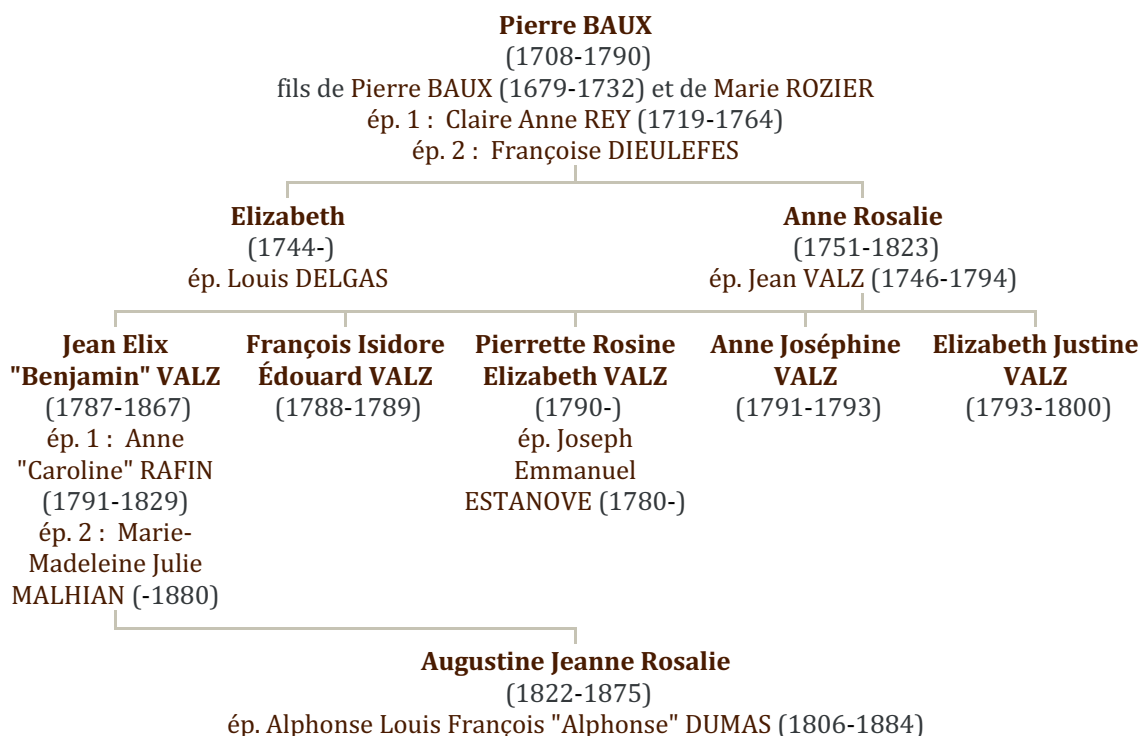 Pierre BAUX
(1708-1790)
fils de Pierre BAUX (1679-1732) et de Marie ROZIER
ép. 1 : Claire Anne REY (1719-1764)
ép. 2 : Françoise DIEULEFES
Elizabeth
(1744-)
ép. Louis DELGAS
Anne Rosalie
(1751-1823)
ép. Jean VALZ (1746-1794)
Jean Elix
"Benjamin" VALZ
(1787-1867)
ép. 1 : Anne
"Caroline" RAFIN
(1791-1829)
ép. 2 : Marie-
Madeleine Julie
MALHIAN (-1880)
François Isidore
Édouard VALZ
(1788-1789)
Pierrette Rosine
Elizabeth VALZ
(1790-)
ép. Joseph
Emmanuel
ESTANOVE (1780-)
Anne Joséphine
VALZ
(1791-1793)
Elizabeth Justine
VALZ
(1793-1800)
Augustine Jeanne Rosalie
(1822-1875)
ép. Alphonse Louis François "Alphonse" DUMAS (1806-1884)